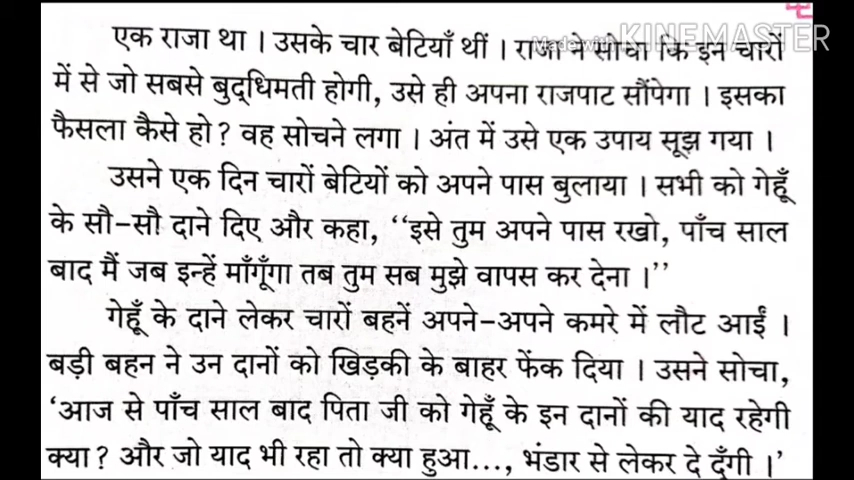 एक राजा था । उसके चार बेटियाँ थीं । राजा ने सोचा कि इन चारों
Made with KINEMASTER
में से जो सबसे बुद्धिमती होगी, उसे ही अपना राजपाट सौंपेगा । इसका
फैसला कैसे हो? वह सोचने लगा । अंत में उसे एक उपाय सूझ गया ।
उसने एक दिन चारों बेटियों को अपने पास बुलाया । सभी को गेहूँ
के सौ-सौ दाने दिए और कहा, ‘‘इसे तुम अपने पास रखो, पाँच साल
बाद मैं जब इन्हें माँगूँगा तब तुम सब मुझे वापस कर देना ।’’
गेहूँ के दाने लेकर चारों बहनें अपने-अपने कमरे में लौट आईं ।
बड़ी बहन ने उन दानों को खिड़की के बाहर फेंक दिया । उसने सोचा,
‘आज से पाँच साल बाद पिता जी को गेहूँ के इन दानों की याद रहेगी
क्या? और जो याद भी रहा तो क्या हुआ..., भंडार से लेकर दे दूँगी ।’